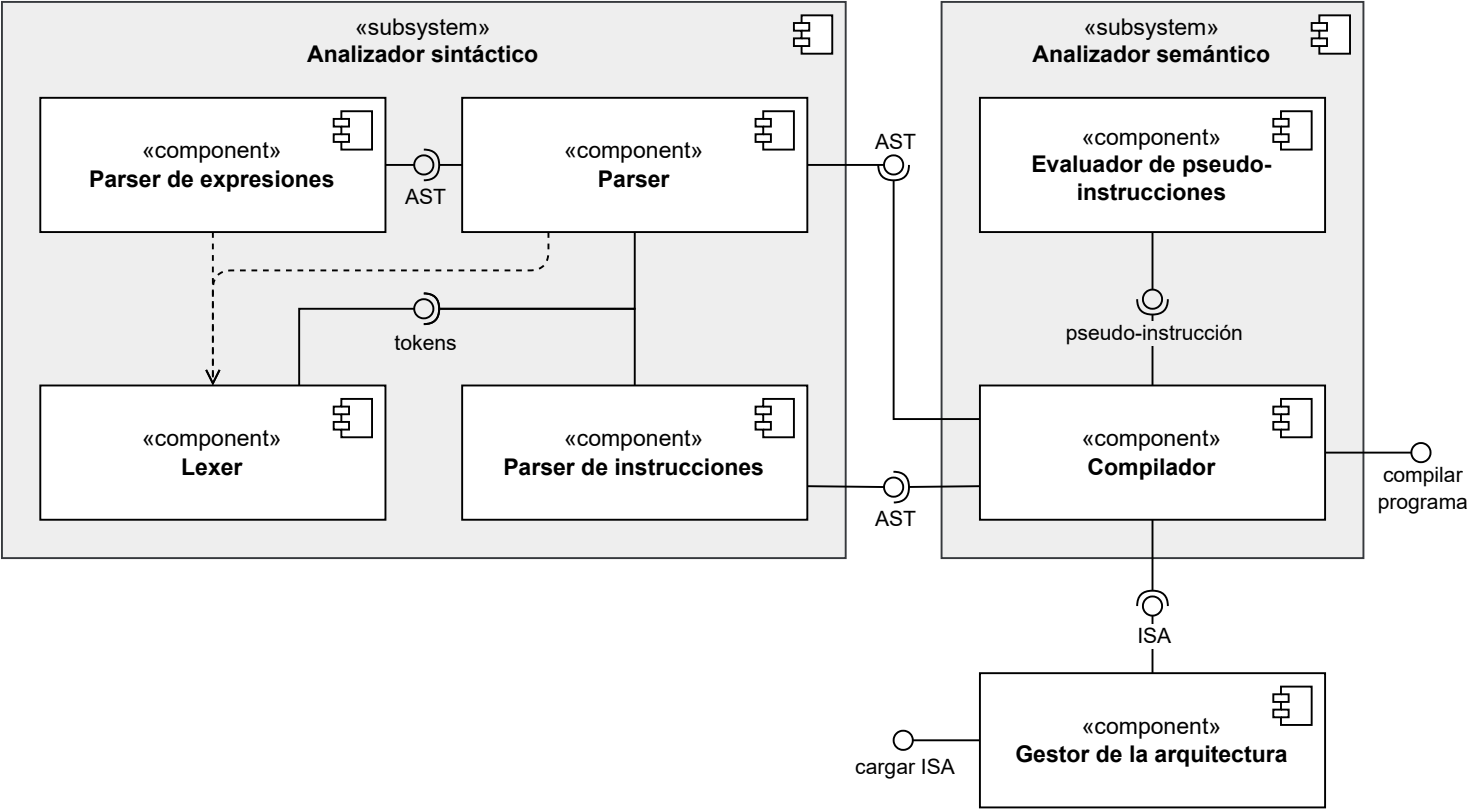 «subsystem»
Analizador sintáctico
«component»
Parser de expresiones
AST
«component»
Parser
tokens
«component»
Lexer
«component»
Parser de instrucciones
AST
AST
«subsystem»
Analizador semántico
«component»
Evaluador de pseudo-
instrucciones
pseudo-instrucción
«component»
Compilador
compilar
programa
ISA
«component»
Gestor de la arquitectura
cargar ISA